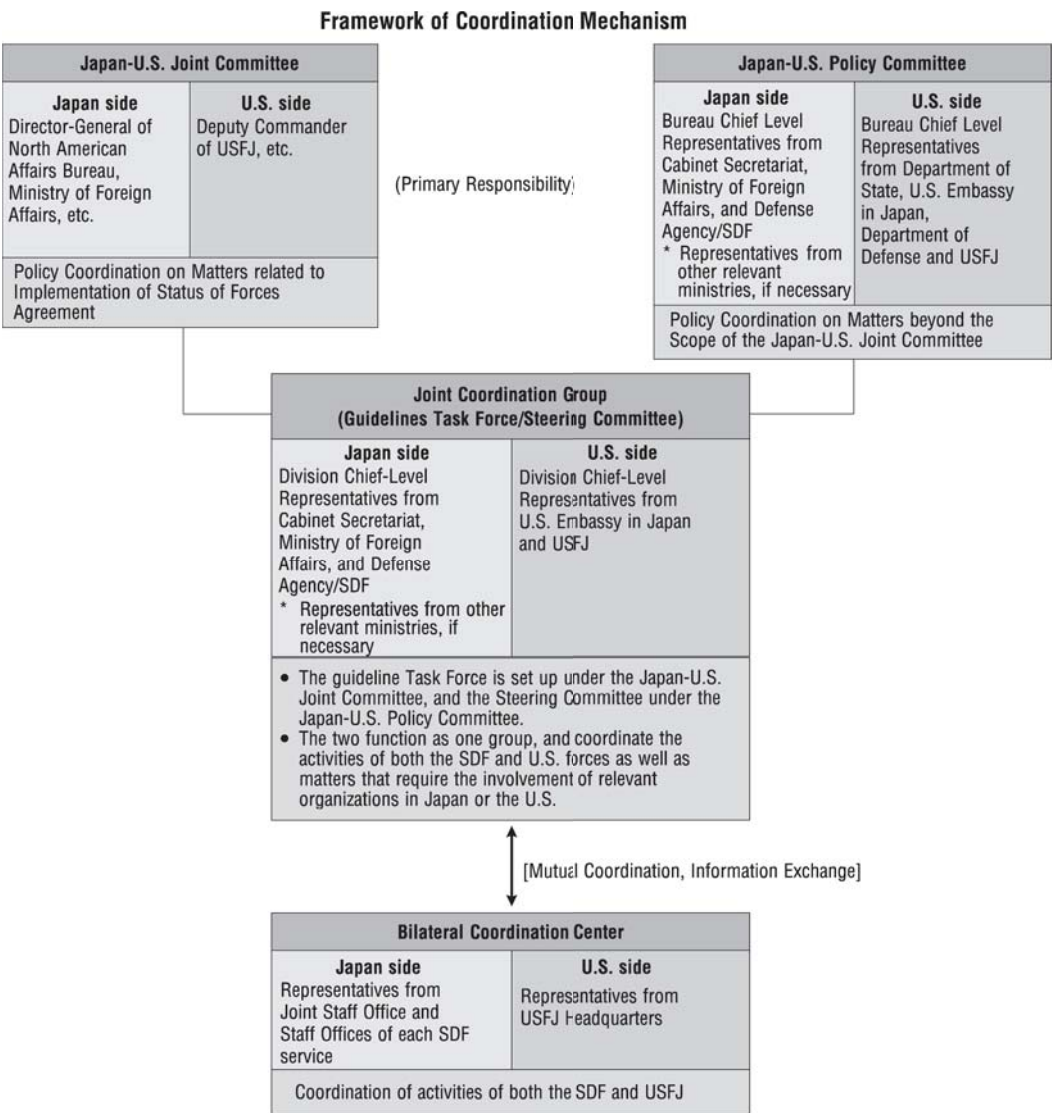 Framework of Coordination Mechanism
Japan-U.S. Joint Committee
Japan side
Director-General of
North American
Affairs Bureau,
Ministry of Foreign
Affairs, etc.
U.S. side
Deputy Commander
of USFJ, etc.
Policy Coordination on Matters related to
Implementation of Status of Forces
Agreement
(Primary Responsibility)
Japan-U.S. Policy Committee
Japan side
Bureau Chief Level
Representatives from
Cabinet Secretariat,
Ministry of Foreign
Affairs, and Defense
Agency/SDF
* Representatives from
other relevant
ministries, if necessary
U.S. side
Bureau Chief Level
Representatives
from Department of
State, U.S. Embassy
in Japan,
Department of
Defense and USFJ
Policy Coordination on Matters beyond the
Scope of the Japan-U.S. Joint Committee
Joint Coordination Group
(Guidelines Task Force/Steering Committee)
Japan side
Division Chief-Level
Representatives from
Cabinet Secretariat,
Ministry of Foreign
Affairs, and Defense
Agency/SDF
* Representatives from other
relevant ministries, if
necessary
U.S. side
Division Chief-Level
Representatives from
U.S. Embassy in Japan
and USFJ
• The guideline Task Force is set up under the Japan-U.S.
Joint Committee, and the Steering Committee under the
Japan-U.S. Policy Committee.
• The two function as one group, and coordinate the
activities of both the SDF and U.S. forces as well as
matters that require the involvement of relevant
organizations in Japan or the U.S.
[Mutual Coordination, Information Exchange]
Bilateral Coordination Center
Japan side
Representatives from
Joint Staff Office and
Staff Offices of each SDF
service
U.S. side
Representatives from
USFJ Headquarters
Coordination of activities of both the SDF and USFJ